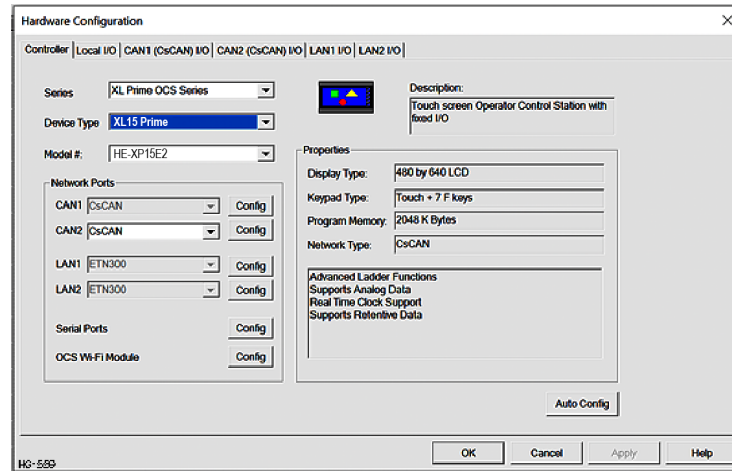 Hardware Configuration
Controller Local I/O CAN1 (CsCAN) I/O CAN2 (CsCAN) I/O LAN1 I/O LAN2 I/O
Series XL Prime OCS Series
Device Type XL15 Prime
Model #: HE-XP15E2
Description:
Touch screen Operator Control Station with
fixed I/O
Network Ports
CAN1 CsCAN Config
CAN2 CsCAN Config
LAN1 ETN300 Config
LAN2 ETN300 Config
Serial Ports Config
OCS Wi-Fi Module Config
Properties
Display Type: 480 by 640 LCD
Keypad Type: Touch + 7 F keys
Program Memory: 2048 K Bytes
Network Type: CsCAN
Advanced Ladder Functions
Supports Analog Data
Real Time Clock Support
Supports Retentive Data
Auto Config
OK Cancel Apply Help